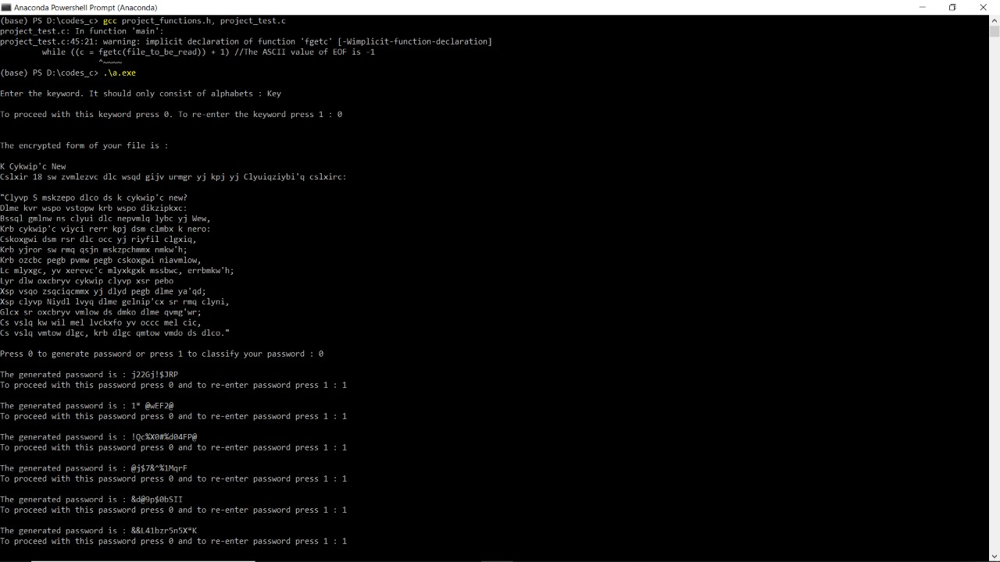 Anaconda Powershell Prompt (Anaconda)
(base) PS D:\codes_c> gcc project_functions.h, project_test.c
project_test.c: In function 'main':
project_test.c:45:21: warning: implicit declaration of function 'fgetc' [-Wimplicit-function-declaration]
while ((c = fgetc(file_to_be_read)) + 1) //The ASCII value of EOF is -1
^~~~~
(base) PS D:\codes_c> .\a.exe
Enter the keyword. It should only consist of alphabets : Key
To proceed with this keyword press 0. To re-enter the keyword press 1 : 0
The encrypted form of your file is :
K Cykwip'c New
Cslxir 18 sw zvmlezvc dlc wsqd gijv urmgr yj kpj yj Clyuiqziybi'q cslxirc:
"Clyvp S mskzepo dlco ds k cykwip'c new?
Dlme kvr wspo vstopw krb wspo dikzipkxc:
Bssql gmlnw ns clyui dlc nepvmlq lybc yj Wew,
Krb cykwip'c viyci rerr kpj dsm clmbx k nero:
Cskoxgwi dsm rsr dlc occ yj riyfil clgxiq,
Krb yjror sw rmq qsjn mskzpchmmx nmkw'h;
Krb ozcbc pegb pvmw pegb cskoxgwi niavmlow,
Lc mlyxgc, yv xerevc'c mlyxkgxk mssbwc, errbmkw'h;
Lyr dlw oxcbryv cykwip clyvp xsr pebo
Xsp vsqo zsqciqcmmx yj dlyd pegb dlme ya'qd;
Xsp clyvp Niydl lvyq dlme gelnip'cx sr rmq clyni,
Glcx sr oxcbryv vmlow ds dmko dlme qvmg'wr;
Cs vslq kw wil mel lvckxfo yv occc mel cic,
Cs vslq vmtow dlgc, krb dlgc qmtow vmdo ds dlco."
Press 0 to generate password or press 1 to classify your password : 0
The generated password is : j22Gj!$JRP
To proceed with this password press 0 and to re-enter password press 1 : 1
The generated password is : 1* @wEF2@
To proceed with this password press 0 and to re-enter password press 1 : 1
The generated password is : !Qc%X0#%d04FP@
To proceed with this password press 0 and to re-enter password press 1 : 1
The generated password is : @j$7&^%1MqrF
To proceed with this password press 0 and to re-enter password press 1 : 1
The generated password is : &d@9p$0bSII
To proceed with this password press 0 and to re-enter password press 1 : 1
The generated password is : &&L41bzr5n5X*K
To proceed with this password press 0 and to re-enter password press 1 : 1